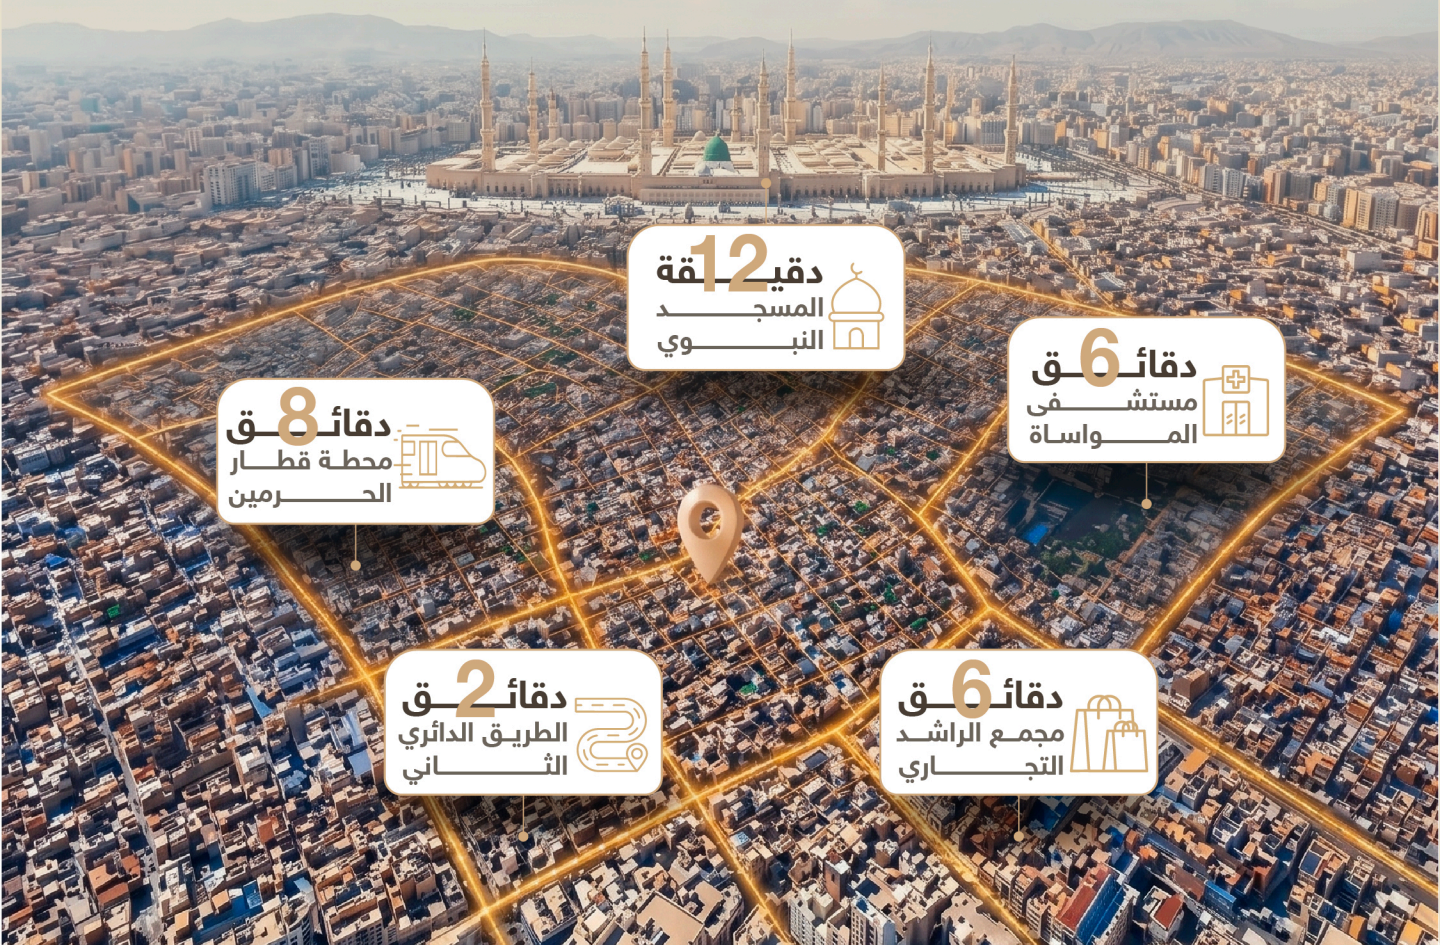 12 دقيقة
المسجد
النبوي
6 دقائق
مستشفى
المواساة
8 دقائق
محطة قطار
الحرمين
2 دقائق
الطريق الدائري
الثاني
6 دقائق
مجمع الراشد
التجاري